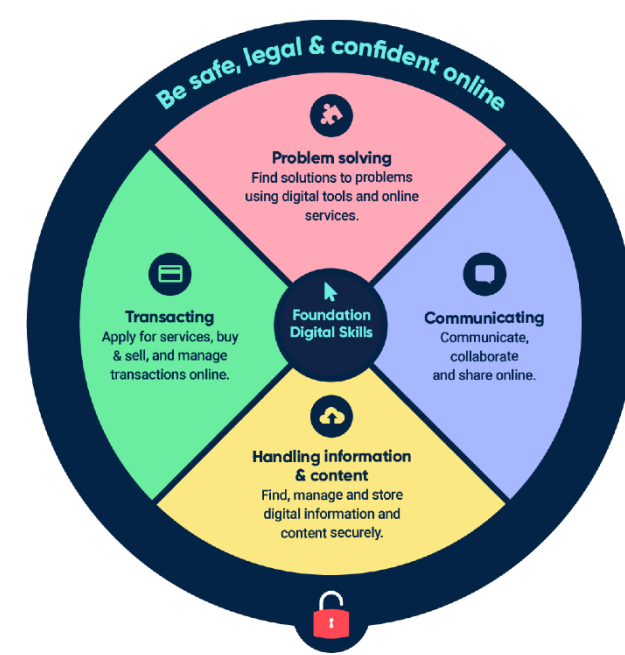 Be safe, legal & confident online
Problem solving
Find solutions to problems
using digital tools and online
services.
Transacting
Apply for services, buy
& sell, and manage
transactions online.
Foundation
Digital Skills
Communicating
Communicate,
collaborate
and share online.
Handling information
& content
Find, manage and store
digital information and
content securely.